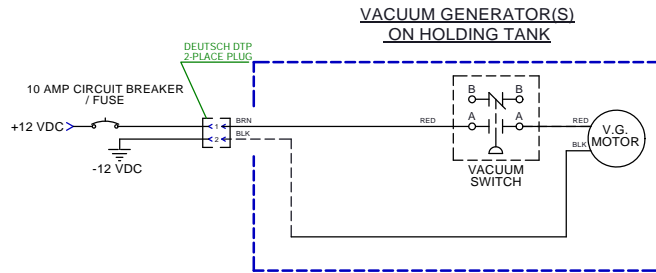 VACUUM GENERATOR(S)
ON HOLDING TANK
DEUTSCH DTP
2-PLACE PLUG
10 AMP CIRCUIT BREAKER
/ FUSE
+12 VDC
1
BRN
2
BLK
-12 VDC
RED
B
B
A
A
VACUUM
SWITCH
RED
BLK
V.G.
MOTOR